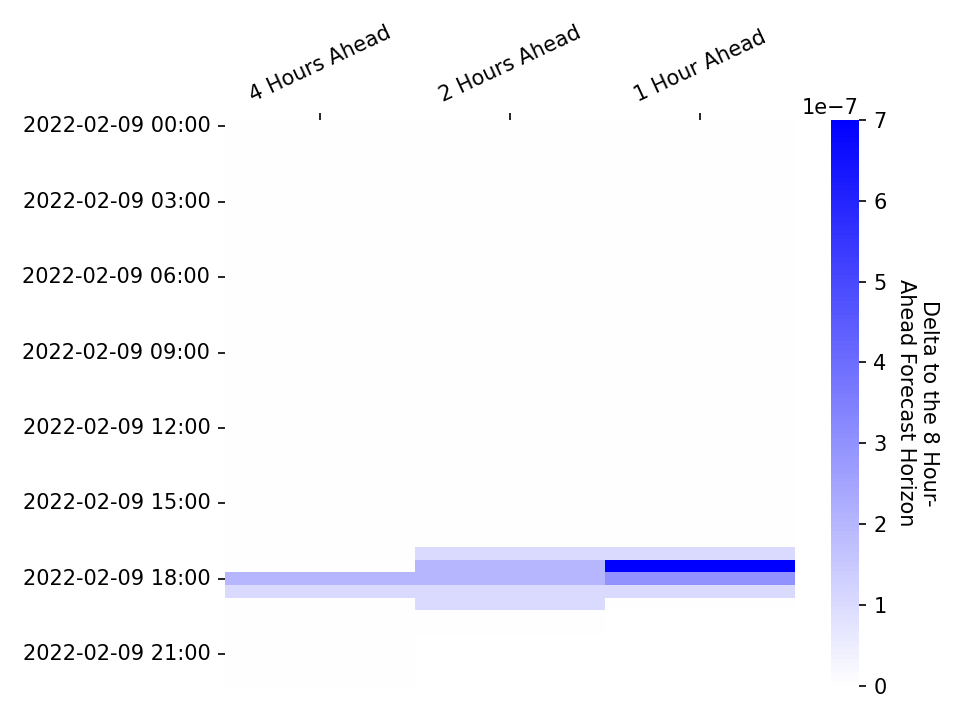 4 Hours Ahead
2 Hours Ahead
1 Hour Ahead
2022-02-09 00:00
2022-02-09 03:00
2022-02-09 06:00
2022-02-09 09:00
2022-02-09 12:00
2022-02-09 15:00
2022-02-09 18:00
2022-02-09 21:00
1e−7
7
6
5
4
3
2
1
0
Delta to the 8 Hour-
Ahead Forecast Horizon